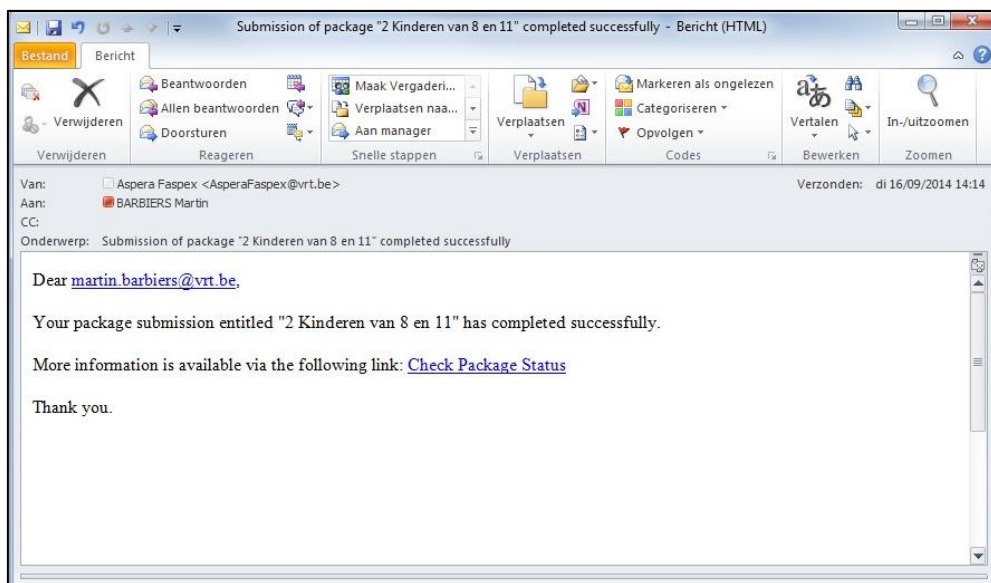 Submission of package "2 Kinderen van 8 en 11" completed successfully - Bericht (HTML)
Bestand Bericht
Verwijderen
Beantwoorden
Allen beantwoorden
Doorsturen
Maak Vergaderi...
Verplaatsen naa...
Aan manager
Verplaatsen
Markeren als ongelezen
Categoriseren
Opvolgen
Vertalen
In-/uitzoomen
Verwijderen Reageren Snelle stappen Verplaatsen Codes Bewerken Zoomen
Van: Aspera Faspex <AsperaFaspex@vrt.be> Verzonden: di 16/09/2014 14:14
Aan: BARBIERS Martin
CC:
Onderwerp: Submission of package "2 Kinderen van 8 en 11" completed successfully
Dear martin.barbiers@vrt.be,
Your package submission entitled "2 Kinderen van 8 en 11" has completed successfully.
More information is available via the following link: Check Package Status
Thank you.